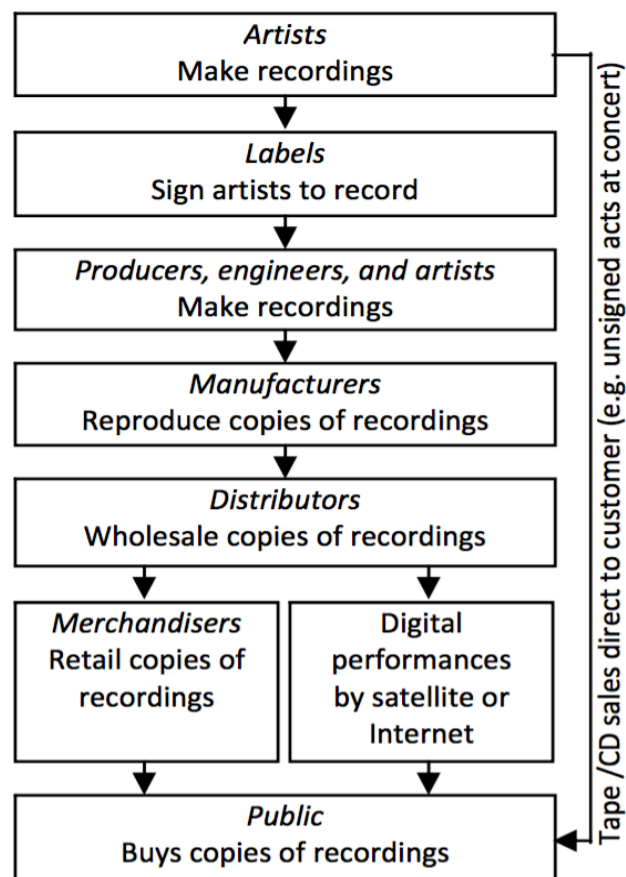 Artists
Make recordings
Labels
Sign artists to record
Producers, engineers, and artists
Make recordings
Manufacturers
Reproduce copies of recordings
Distributors
Wholesale copies of recordings
Merchandisers
Retail copies of
recordings
Digital
performances
by satellite or
Internet
Public
Buys copies of recordings
Tape /CD sales direct to customer (e.g. unsigned acts at concert)